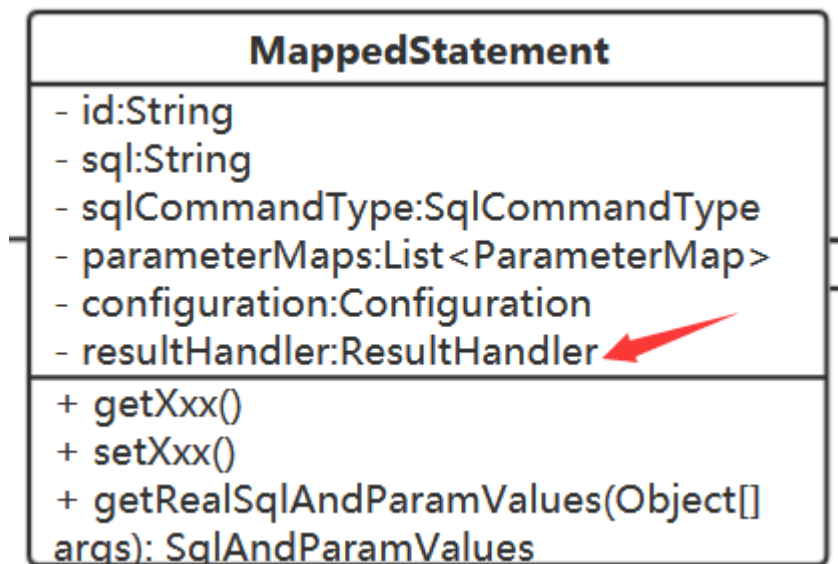 MappedStatement
- id:String
- sql:String
- sqlCommandType:SqlCommandType
- parameterMaps:List<ParameterMap>
- configuration:Configuration
- resultHandler:ResultHandler
+ getXxx()
+ setXxx()
+ getRealSqlAndParamValues(Object[]
args): SqlAndParamValues